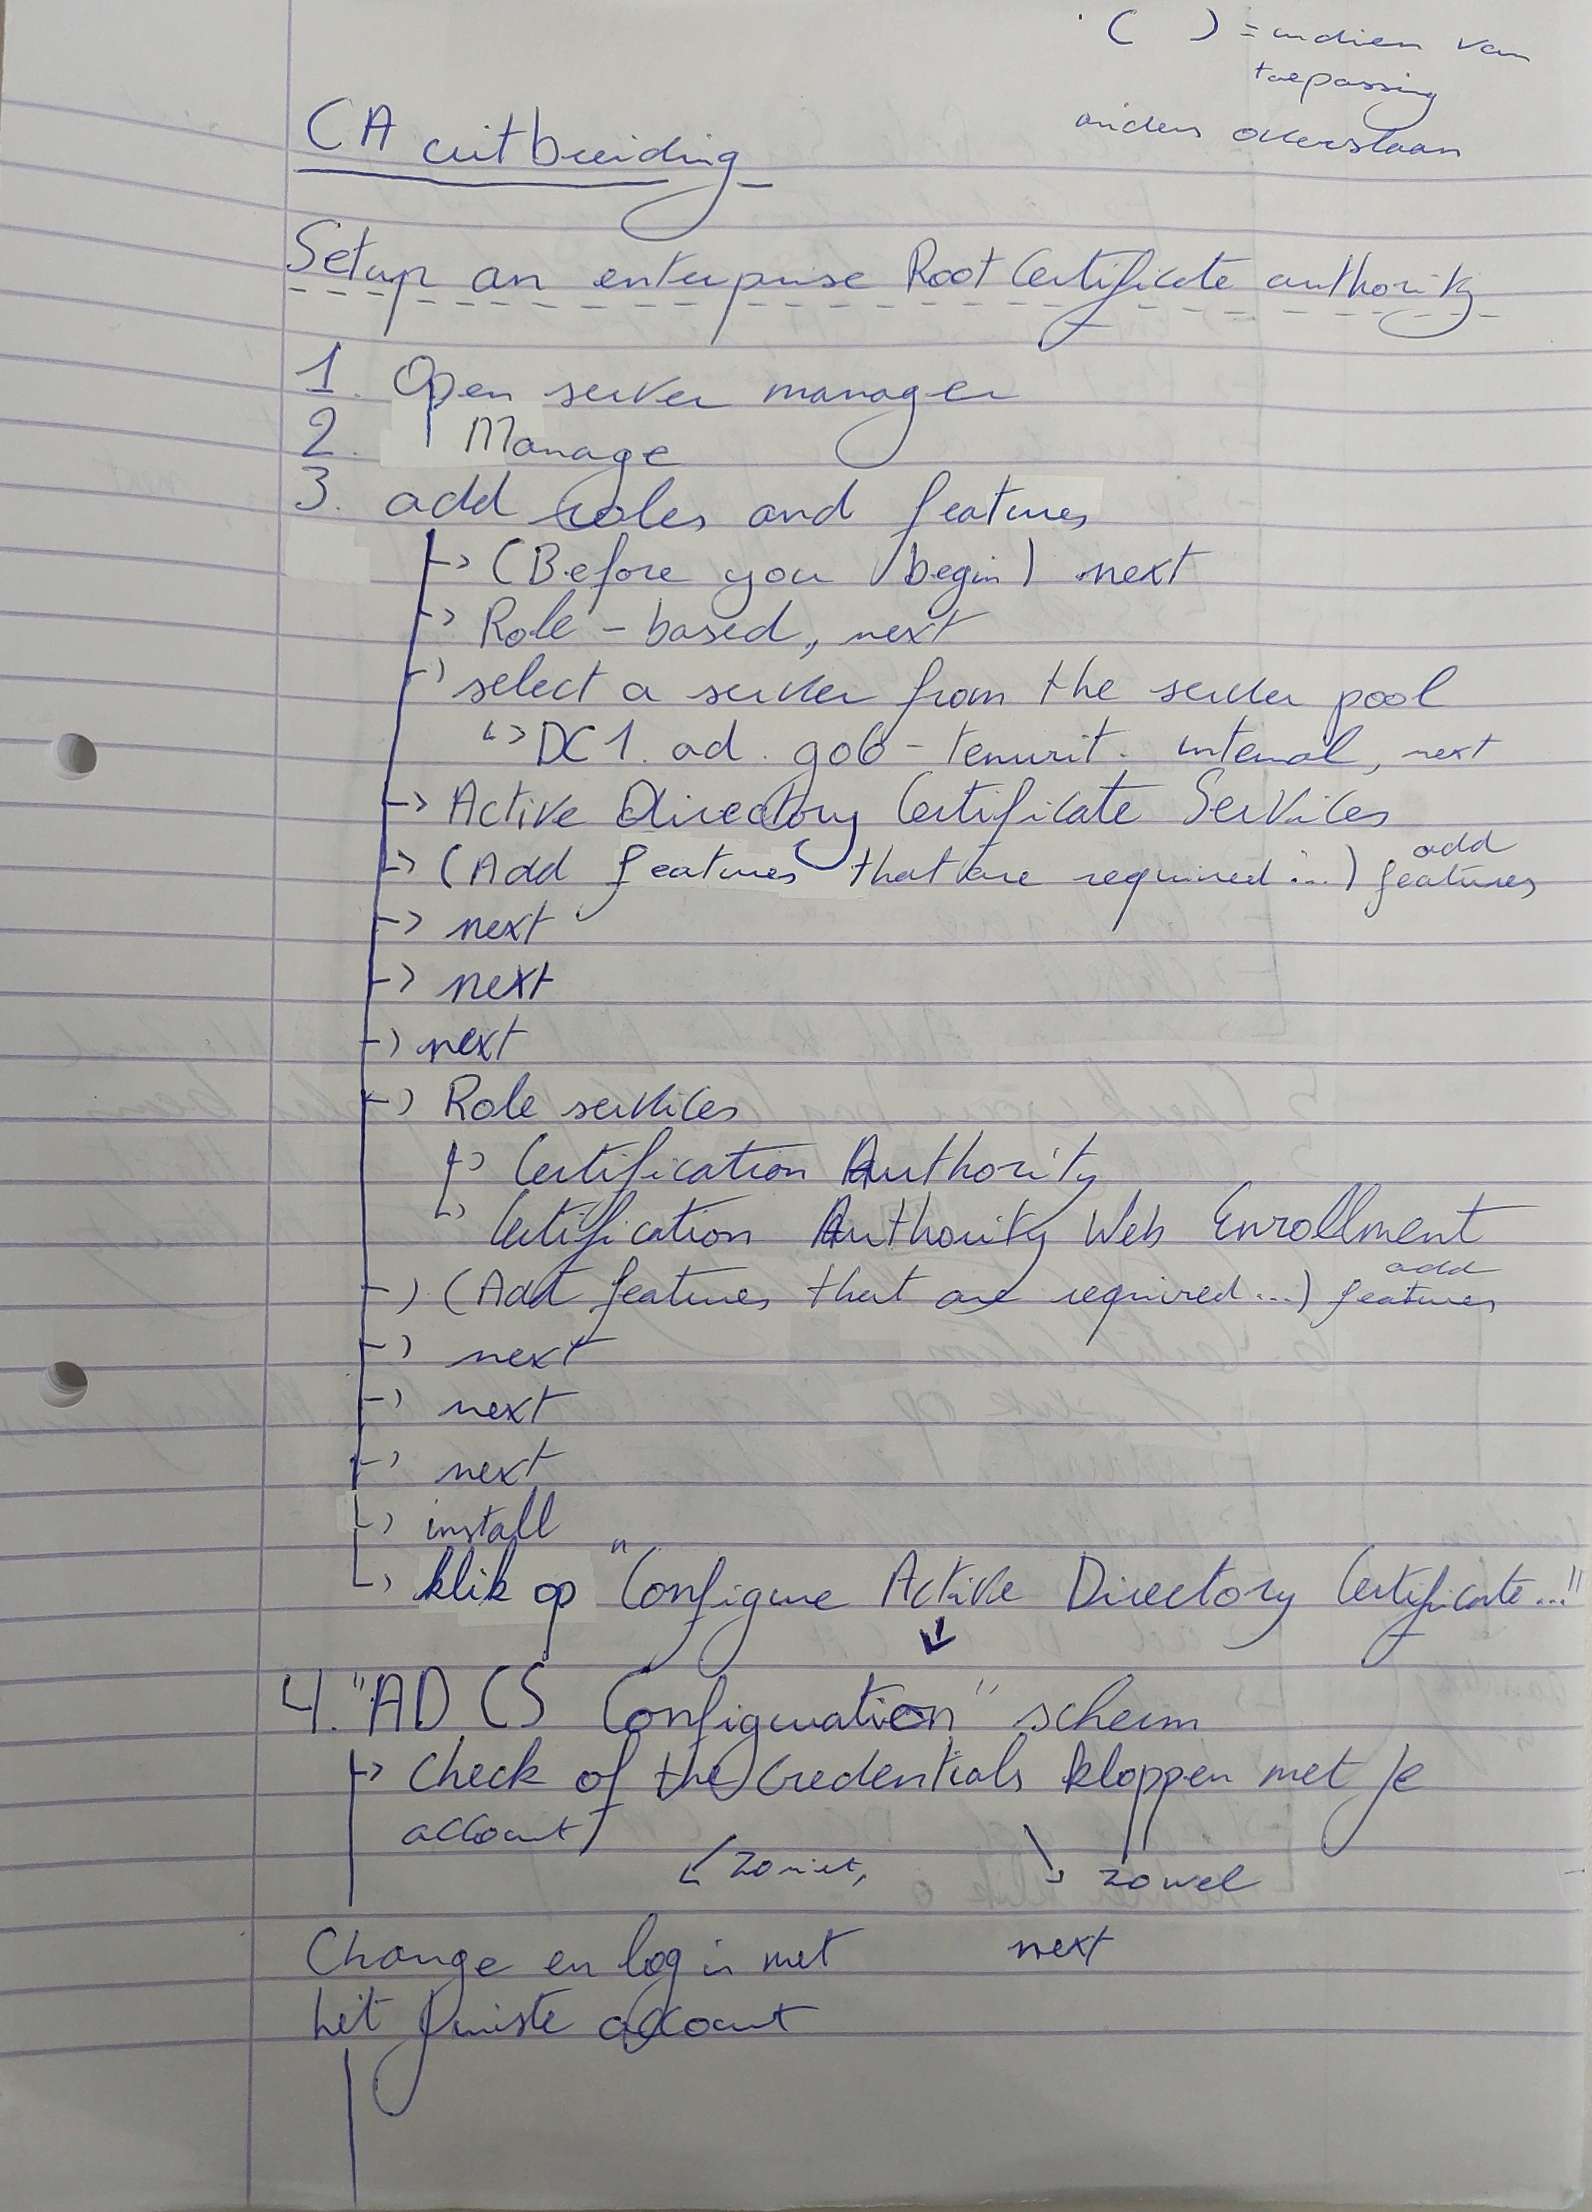 ( ) = indien van
toepassing
anders overslaan
CA uitbreiding
Setup an enterprise Root Certificate authority
1. Open server manager
2. Manage
3. add roles and features
↳ (Before you begin) next
↳ Role-based, next
↳ select a server from the server pool
↳ DC1.ad.g06-tenurit.internal, next
↳ Active Directory Certificate Services
↳ (Add features that are required...) add features
↳ next
↳ next
↳ next
↳ Role services
↳ Certification Authority
↳ Certification Authority Web Enrollment
↳ (Add features that are required...) add features
↳ next
↳ next
↳ next
↳ install
↳ klik op "Configure Active Directory Certificate..."
↓
4. "AD CS Configuration" scherm
↳ Check of the credentials kloppen met je
account
↙ zo niet, ↘ zo wel
Change en log in met next
het juiste account